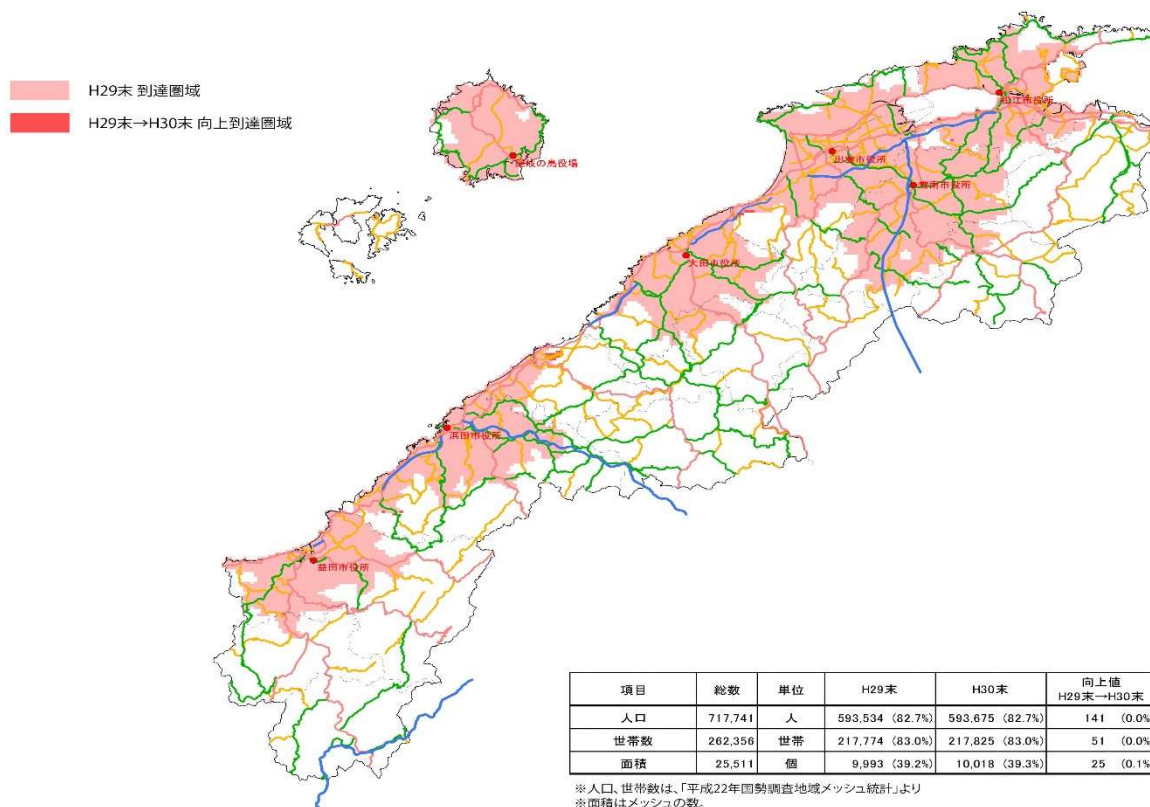 H29末 到達圏域
H29末→H30末 向上到達圏域
松江市役所
隠岐の島役場
出雲市役所
雲南市役所
大田市役所
浜田市役所
益田市役所
項目 総数 単位 H29末 H30末 向上値 H29末→H30末
人口 717,741 人 593,534 (82.7%) 593,675 (82.7%) 141 (0.0%
世帯数 262,356 世帯 217,774 (83.0%) 217,825 (83.0%) 51 (0.0%
面積 25,511 個 9,993 (39.2%) 10,018 (39.3%) 25 (0.1%
※人口、世帯数は、「平成22年国勢調査地域メッシュ統計」より
※面積はメッシュの数。